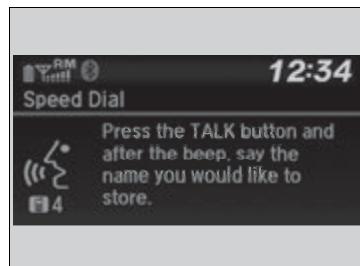 RM 12:34
Speed Dial
Press the TALK button and
after the beep, say the
name you would like to
4 store.